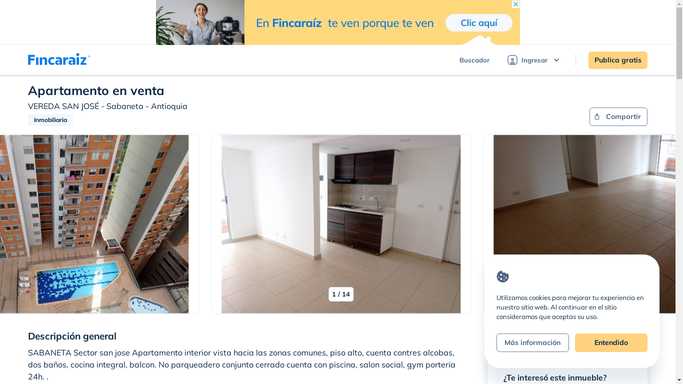 En Fincaraíz te ven porque te ven
Clic aquí
Fincaraíz
Buscador
Ingresar
Publica gratis
Apartamento en venta
VEREDA SAN JOSÉ - Sabaneta - Antioquia
Inmobiliaria
Compartir
1 / 14
Utilizamos cookies para mejorar tu experiencia en
nuestro sitio web. Al continuar en el sitio
consideramos que aceptas su uso.
Más información
Entendido
Descripción general
SABANETA Sector san jose Apartamento interior vista hacia las zonas comunes, piso alto, cuenta contres alcobas,
dos baños, cocina integral, balcon. No parqueadero conjunto cerrado cuenta con piscina, salon social, gym porteria
24h. .
¿Te interesó este inmueble?